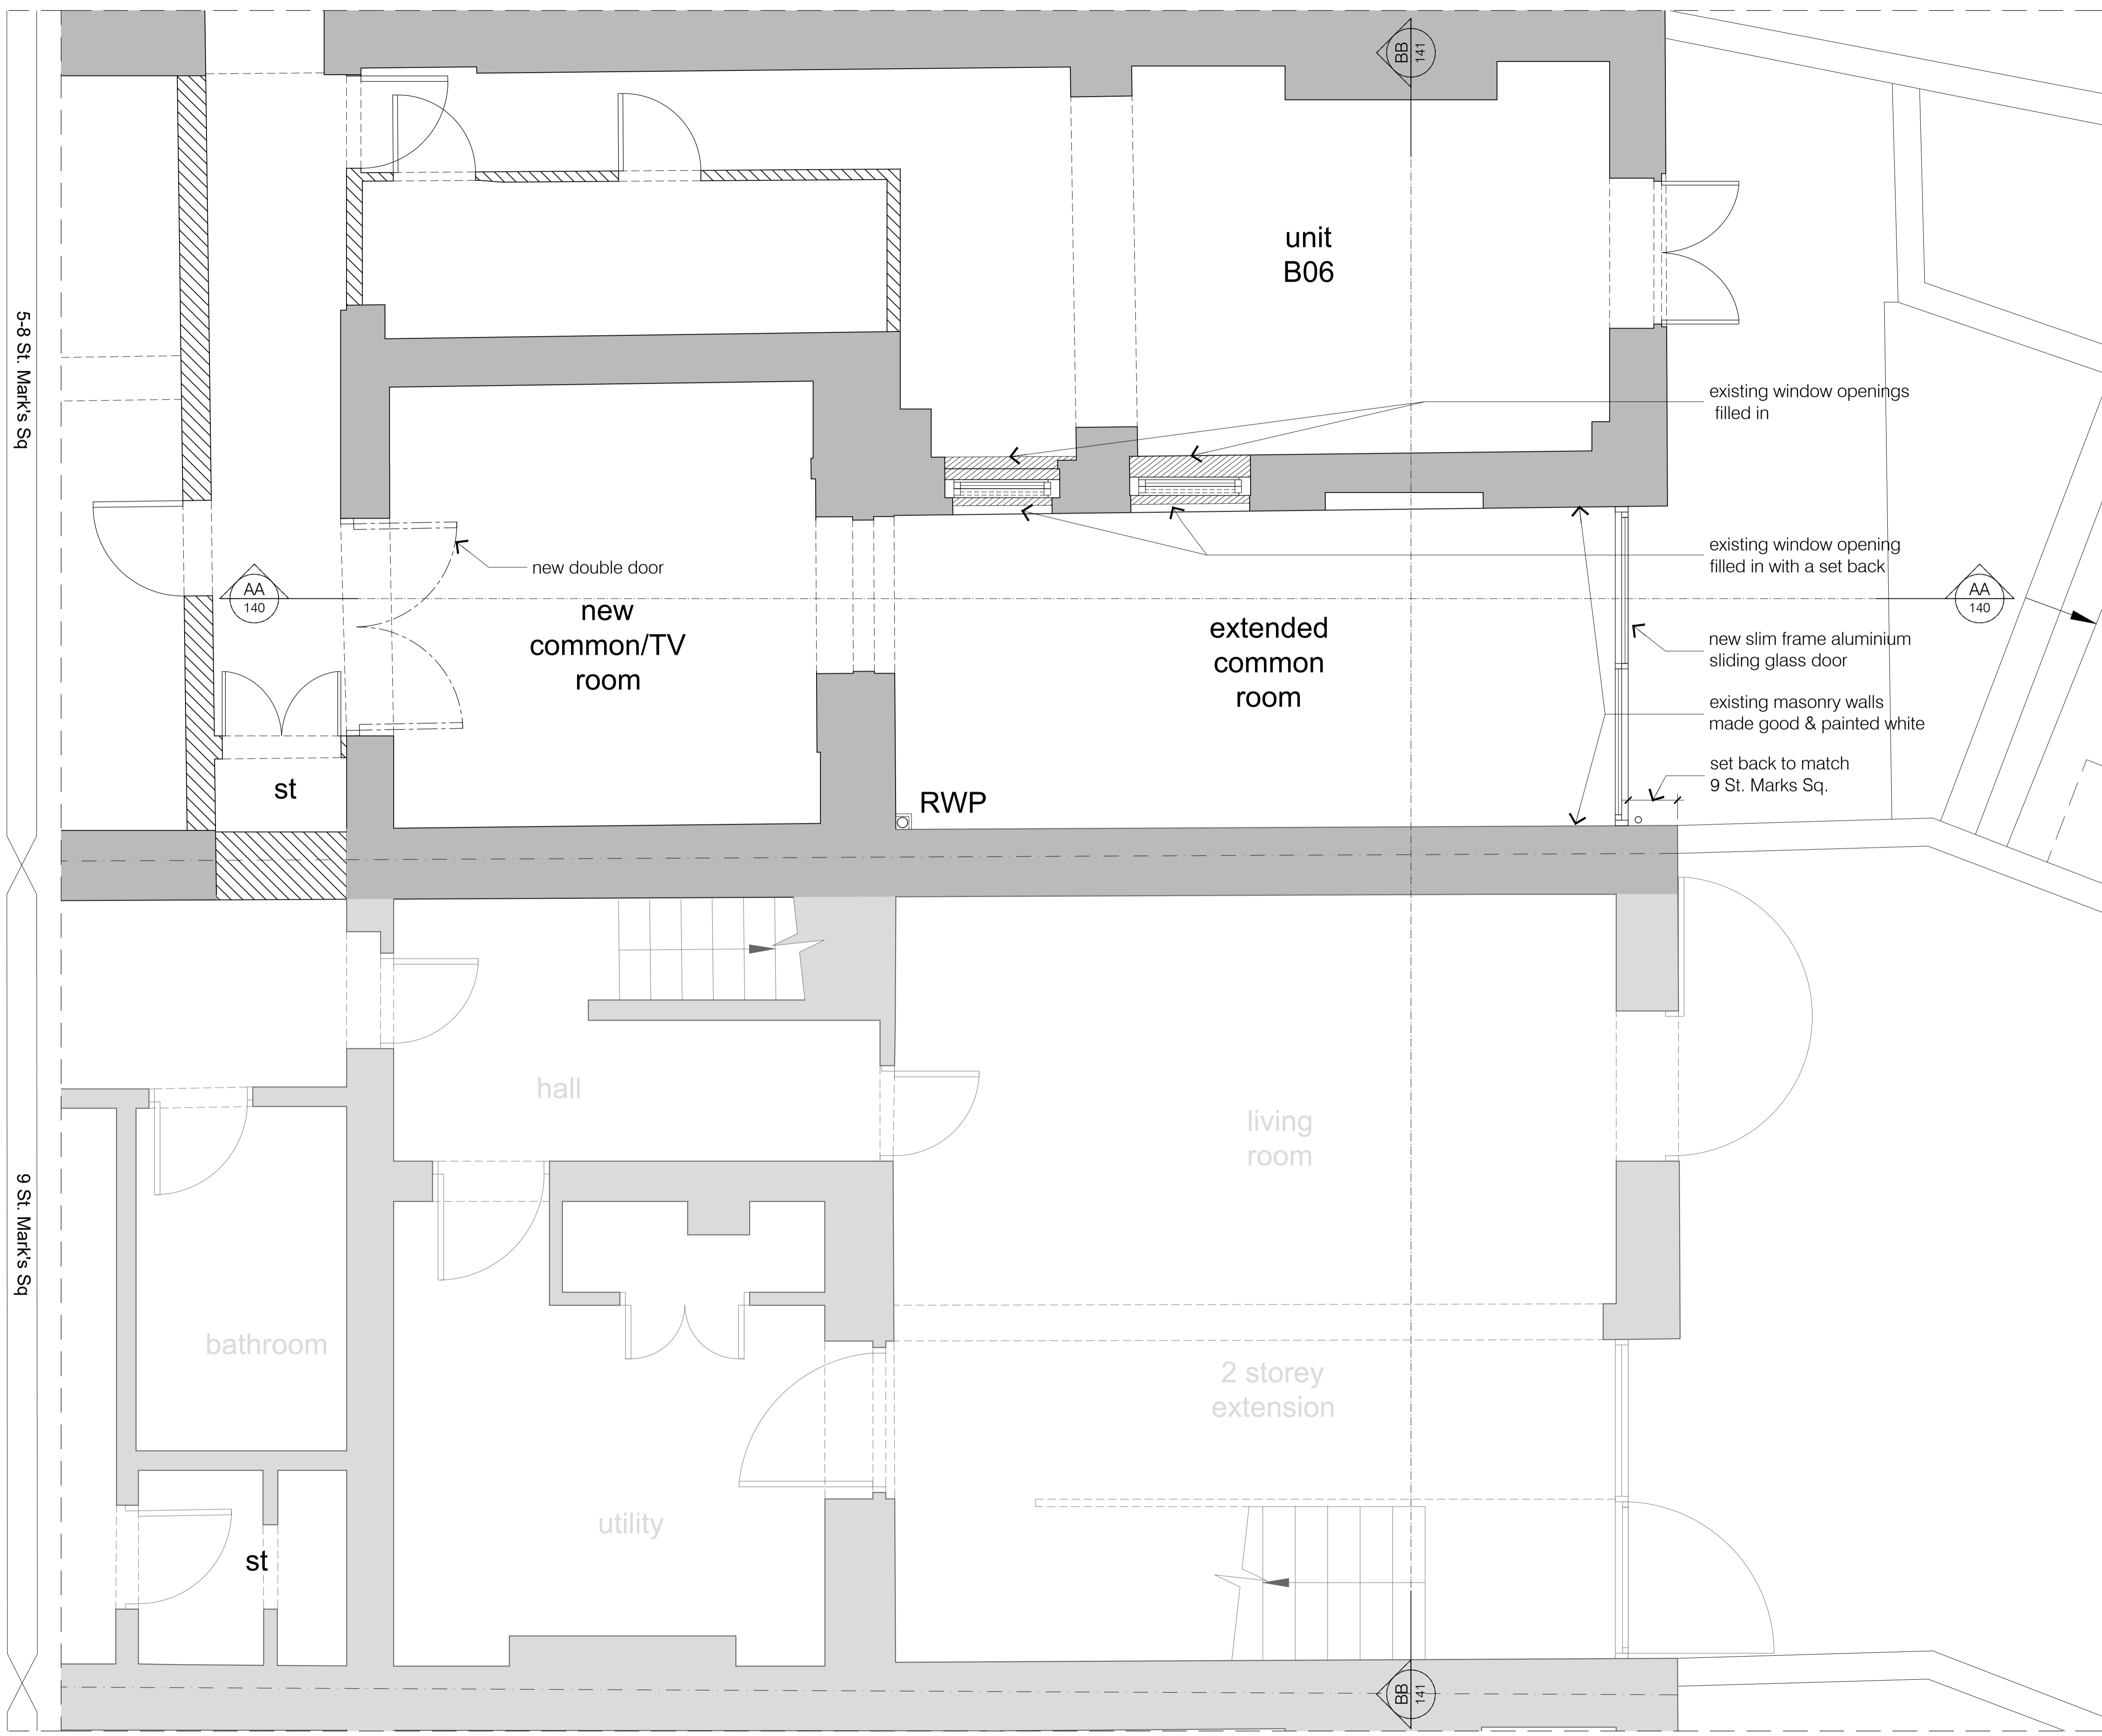 BB
141
5-8 St. Mark's Sq
unit
B06
existing window openings
filled in
existing window opening
filled in with a set back
new double door
AA
140
new
common/TV
room
extended
common
room
AA
140
new slim frame aluminium
sliding glass door
existing masonry walls
made good & painted white
set back to match
9 St. Marks Sq.
st
RWP
hall
living
room
9 St. Mark's Sq
bathroom
2 storey
extension
utility
st
BB
141